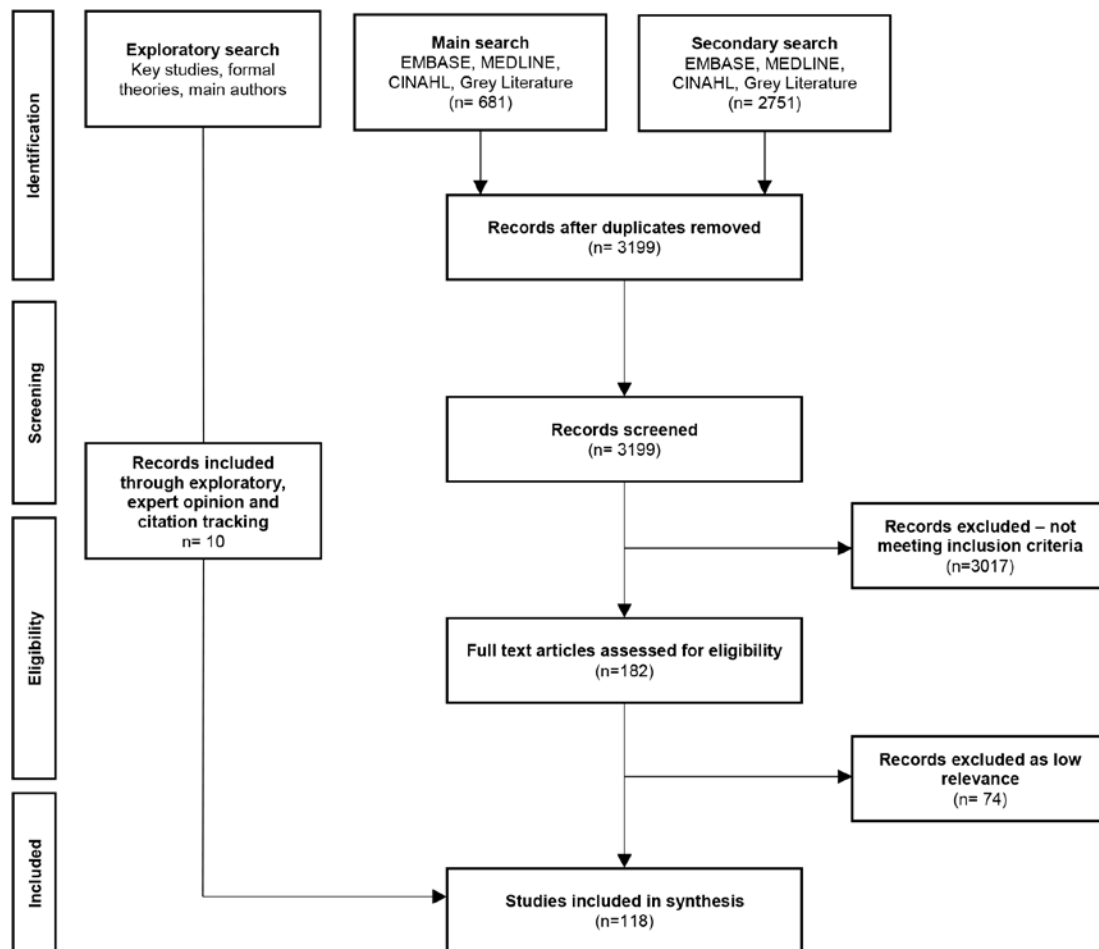 Identification
Exploratory search
Key studies, formal
theories, main authors
Main search
EMBASE, MEDLINE,
CINAHL, Grey Literature
(n= 681)
Secondary search
EMBASE, MEDLINE,
CINAHL, Grey Literature
(n= 2751)
Records after duplicates removed
(n= 3199)
Screening
Records screened
(n= 3199)
Records included
through exploratory,
expert opinion and
citation tracking
n= 10
Records excluded – not
meeting inclusion criteria
(n=3017)
Eligibility
Full text articles assessed for eligibility
(n=182)
Records excluded as low
relevance
(n= 74)
Included
Studies included in synthesis
(n=118)